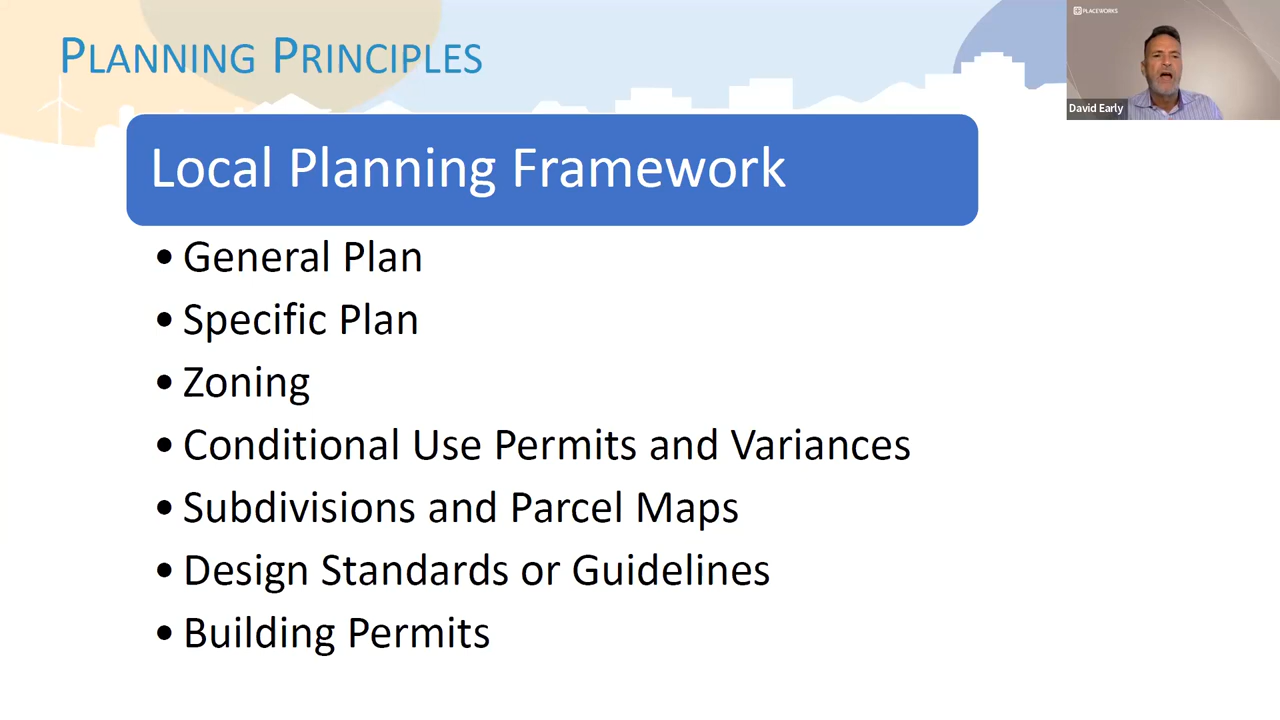 PLANNING PRINCIPLES
PLACEWORKS
David Early
Local Planning Framework
• General Plan
• Specific Plan
• Zoning
• Conditional Use Permits and Variances
• Subdivisions and Parcel Maps
• Design Standards or Guidelines
• Building Permits